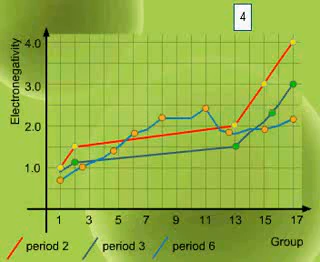 4
Electronegativity
4.0
3.0
2.0
1.0
1 3 5 7 9 11 13 15 17
Group
period 2 period 3 period 6